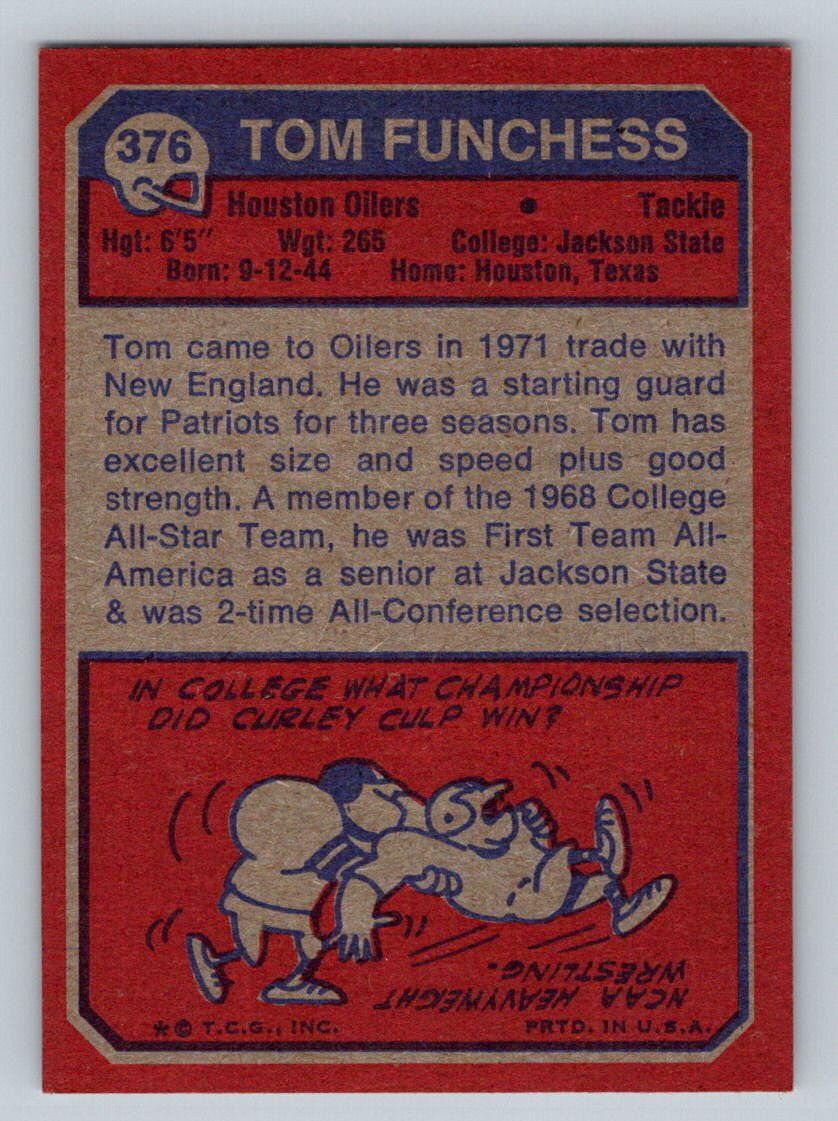 376 TOM FUNCHESS
Houston Oilers • Tackle
Hgt: 6'5" Wgt: 265 College: Jackson State
Born: 9-12-44 Home: Houston, Texas
Tom came to Oilers in 1971 trade with
New England. He was a starting guard
for Patriots for three seasons. Tom has
excellent size and speed plus good
strength. A member of the 1968 College
All-Star Team, he was First Team All-
America as a senior at Jackson State
& was 2-time All-Conference selection.
IN COLLEGE WHAT CHAMPIONSHIP
DID CURLEY CULP WIN?
NCAA HEAVYWEIGHT
WRESTLING.
* © T.C.G., INC. PRTD. IN U.S.A.